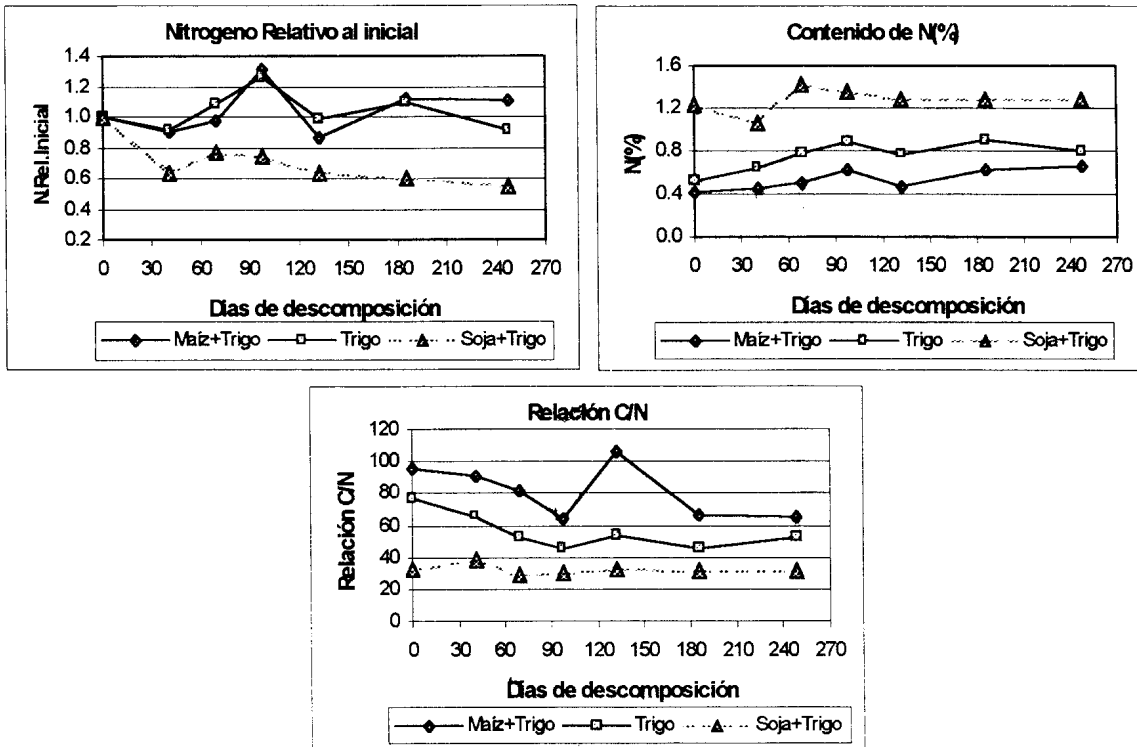 Nitrogeno Relativo al inicial
N.Rel.Inicial
1.4
1.2
1.0
0.8
0.6
0.4
0.2
0 30 60 90 120 150 180 210 240 270
Días de descomposición
Maíz+Trigo Trigo Soja+Trigo
Contenido de N(%)
N(%)
1.6
1.2
0.8
0.4
0.0
0 30 60 90 120 150 180 210 240 270
Días de descomposición
Maíz+Trigo Trigo Soja+Trigo
Relación C/N
Relación C/N
120
100
80
60
40
20
0
0 30 60 90 120 150 180 210 240 270
Días de descomposición
Maíz+Trigo Trigo Soja+Trigo